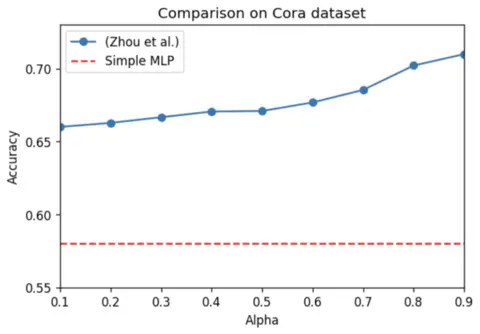 Comparison on Cora dataset
(Zhou et al.)
Simple MLP
Accuracy
0.70
0.65
0.60
0.55
0.1 0.2 0.3 0.4 0.5 0.6 0.7 0.8 0.9
Alpha